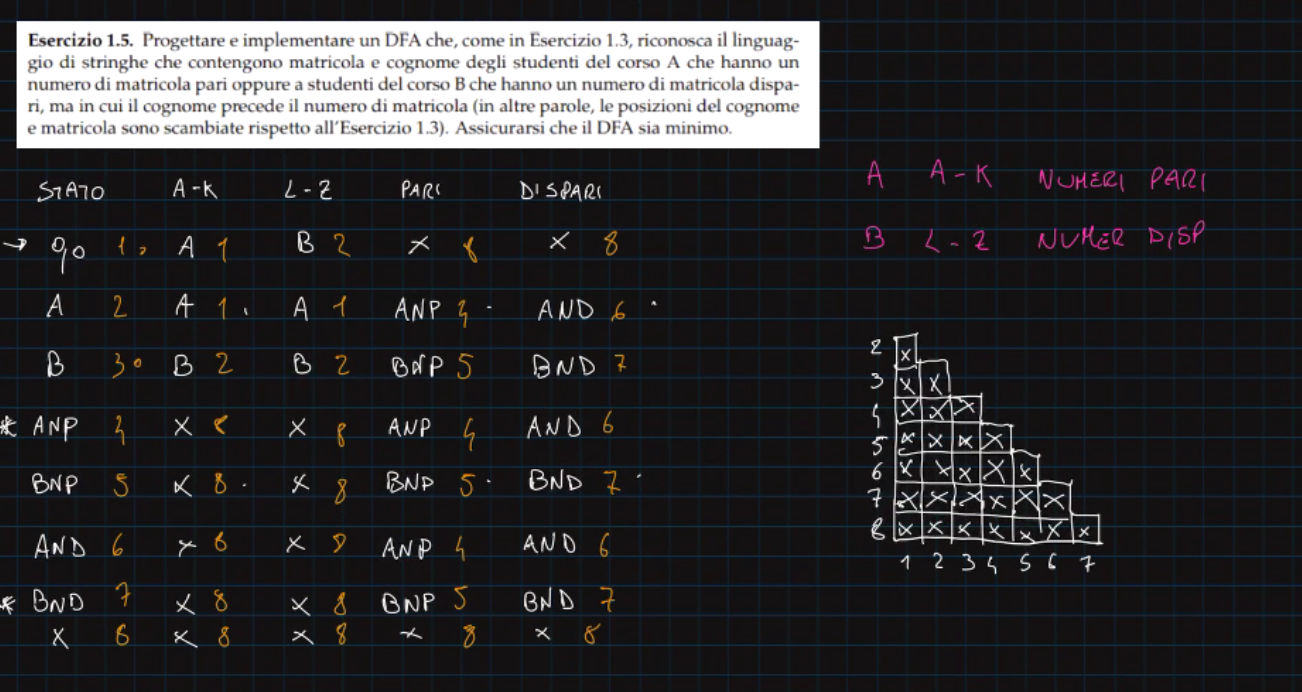 Esercizio 1.5. Progettare e implementare un DFA che, come in Esercizio 1.3, riconosca il linguag-
gio di stringhe che contengono matricola e cognome degli studenti del corso A che hanno un
numero di matricola pari oppure a studenti del corso B che hanno un numero di matricola dispa-
ri, ma in cui il cognome precede il numero di matricola (in altre parole, le posizioni del cognome
e matricola sono scambiate rispetto all'Esercizio 1.3). Assicurarsi che il DFA sia minimo.
STATO A-K L-Z PARI DISPARI
→ q0 1 A 1 B 2 X 8 X 8
A 2 A 1 A 1 ANP 4 AND 6
B 3 B 2 B 2 BNP 5 BND 7
* ANP 4 X 8 X 8 ANP 4 AND 6
BNP 5 X 8 X 8 BNP 5 BND 7
AND 6 X 8 X 8 ANP 4 AND 6
* BND 7 X 8 X 8 BNP 5 BND 7
X 8 X 8 X 8 X 8 X 8
A A-K NUMERI PARI
B L-Z NUMER DISP
2 X
3 X X
4 X X X
5 X X X X
6 X X X X X
7 X X X X X X
8 X X X X X X X
1 2 3 4 5 6 7